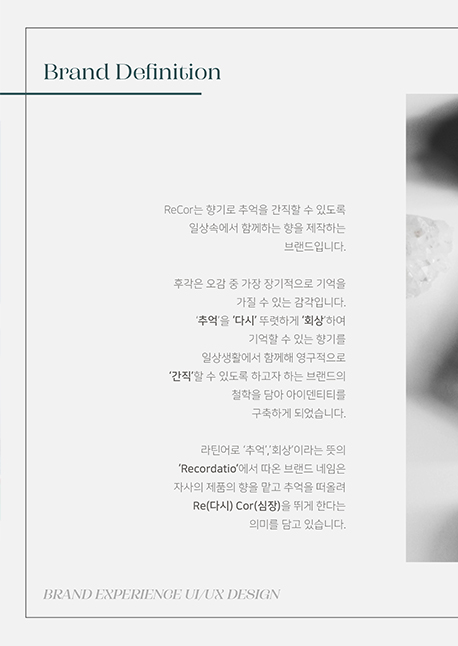 Brand Definition
ReCor는 향기로 추억을 간직할 수 있도록
일상속에서 함께하는 향을 제작하는
브랜드입니다.
후각은 오감 중 가장 장기적으로 기억을
가질 수 있는 감각입니다.
'추억'을 '다시' 뚜렷하게 '회상'하여
기억할 수 있는 향기를
일상생활에서 함께해 영구적으로
'간직'할 수 있도록 하고자 하는 브랜드의
철학을 담아 아이덴티티를
구축하게 되었습니다.
라틴어로 '추억','회상'이라는 뜻의
'Recordatio'에서 따온 브랜드 네임은
자사의 제품의 향을 맡고 추억을 떠올려
Re(다시) Cor(심장)을 뛰게 한다는
의미를 담고 있습니다.
BRAND EXPERIENCE UI/UX DESIGN